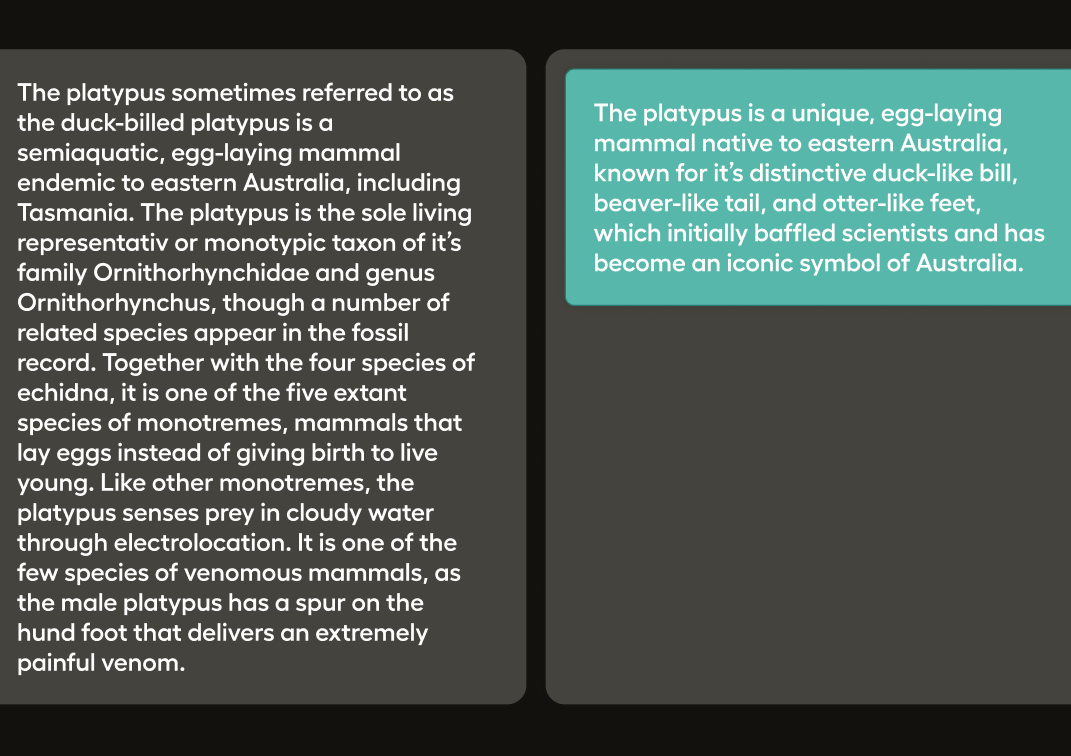 The platypus sometimes referred to as
the duck-billed platypus is a
semiaquatic, egg-laying mammal
endemic to eastern Australia, including
Tasmania. The platypus is the sole living
representativ or monotypic taxon of it’s
family Ornithorhynchidae and genus
Ornithorhynchus, though a number of
related species appear in the fossil
record. Together with the four species of
echidna, it is one of the five extant
species of monotremes, mammals that
lay eggs instead of giving birth to live
young. Like other monotremes, the
platypus senses prey in cloudy water
through electrolocation. It is one of the
few species of venomous mammals, as
the male platypus has a spur on the
hund foot that delivers an extremely
painful venom.
The platypus is a unique, egg-laying
mammal native to eastern Australia,
known for it’s distinctive duck-like bill,
beaver-like tail, and otter-like feet,
which initially baffled scientists and has
become an iconic symbol of Australia.